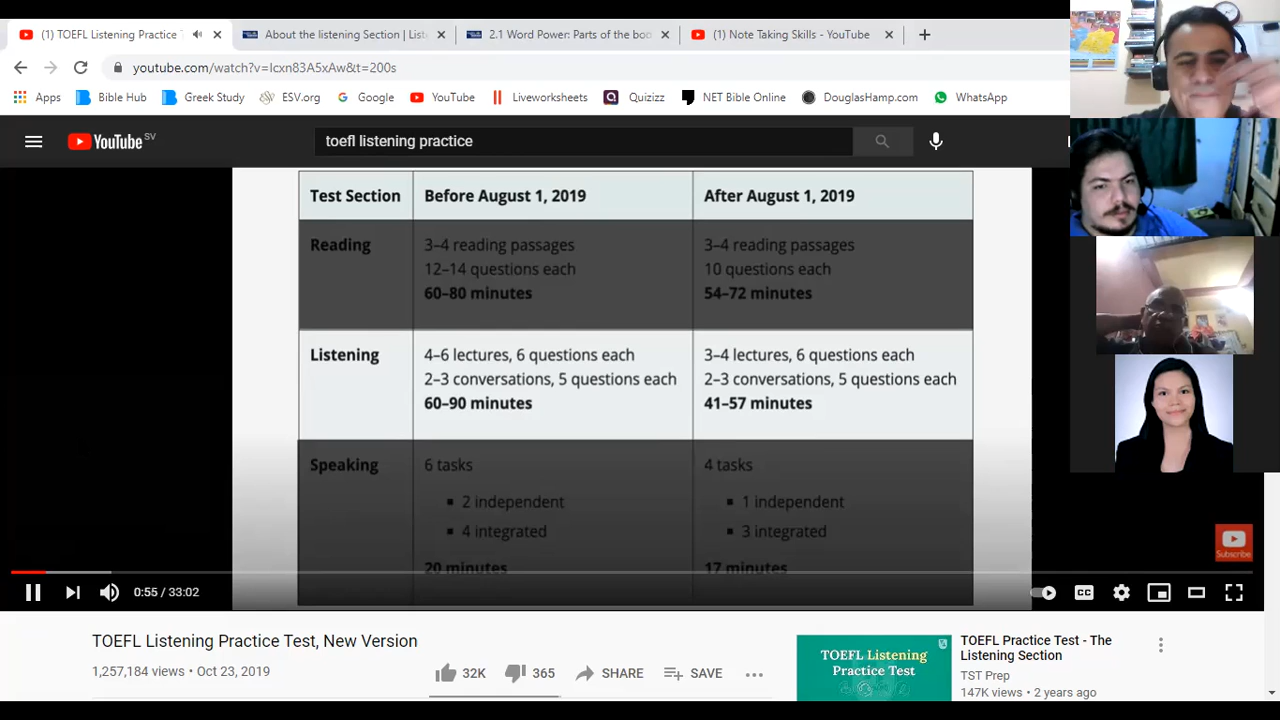 (1) TOEFL Listening Practice
About the listening Section (
2.1 Word Power: Parts of the bo
(1) Note Taking Skills - YouTube
youtube.com/watch?v=lcxn83A5xAw&t=200s
Apps
Bible Hub
Greek Study
ESV.org
Google
YouTube
Liveworksheets
Quizizz
NET Bible Online
DouglasHamp.com
WhatsApp
YouTube SV
toefl listening practice
Test Section
Before August 1, 2019
After August 1, 2019
Reading
3–4 reading passages
12–14 questions each
60–80 minutes
3–4 reading passages
10 questions each
54–72 minutes
Listening
4–6 lectures, 6 questions each
2–3 conversations, 5 questions each
60–90 minutes
3–4 lectures, 6 questions each
2–3 conversations, 5 questions each
41–57 minutes
Speaking
6 tasks
▪ 2 independent
▪ 4 integrated
20 minutes
4 tasks
▪ 1 independent
▪ 3 integrated
17 minutes
Subscribe
0:55 / 33:02
CC
TOEFL Listening Practice Test, New Version
1,257,184 views • Oct 23, 2019
32K
365
SHARE
SAVE
TOEFL Listening
Practice Test
TOEFL Practice Test - The
Listening Section
TST Prep
147K views • 2 years ago